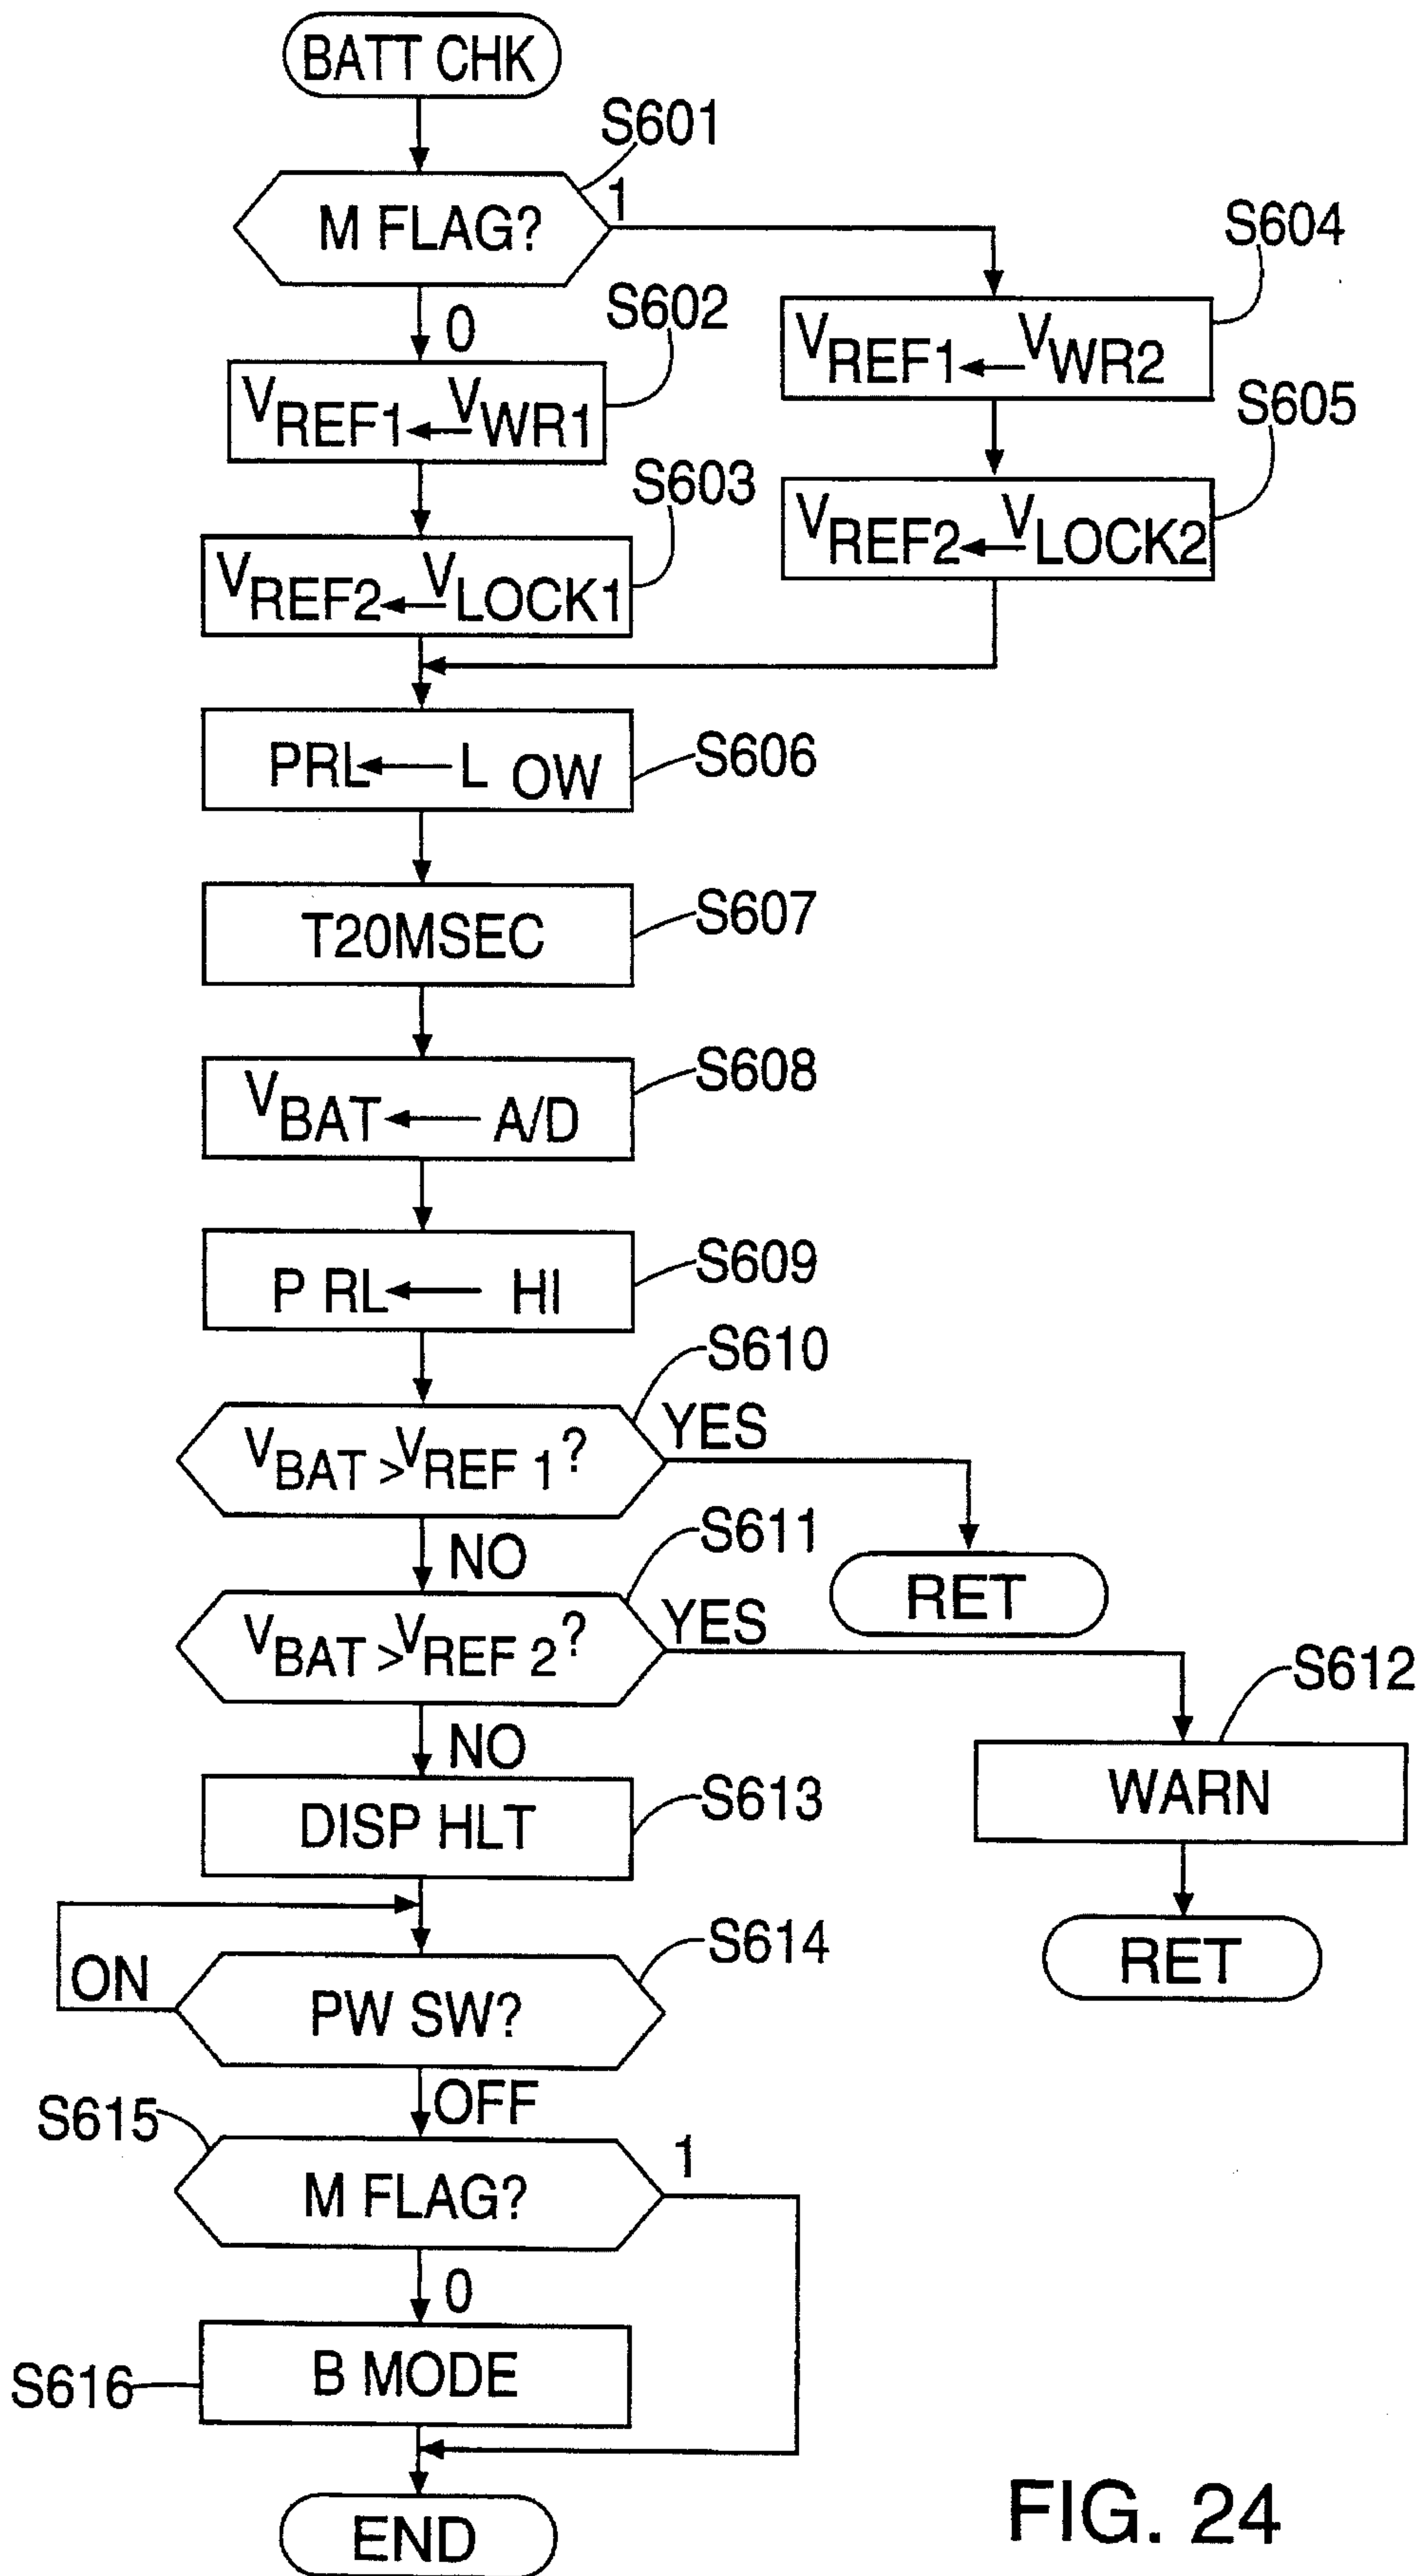 BATT CHK
S601
M FLAG?
1
S604
0
S602
VREF1←VWR2
VREF1←VWR1
S605
S603
VREF2←VLOCK2
VREF2←VLOCK1
PRL←L OW
S606
T20MSEC
S607
VBAT←A/D
S608
P RL← HI
S609
S610
VBAT>VREF 1?
YES
NO
S611
RET
VBAT>VREF 2?
YES
S612
NO
DISP HLT
S613
WARN
ON
S614
RET
PW SW?
OFF
S615
1
M FLAG?
0
S616
B MODE
END
FIG. 24